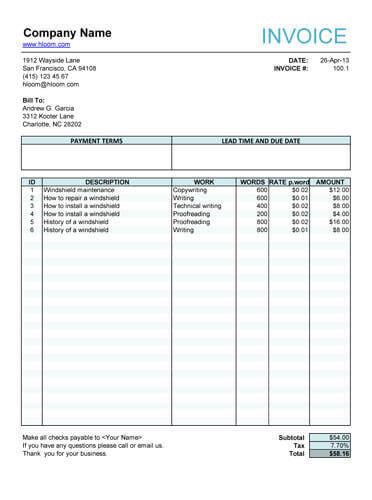 Company Name
INVOICE
www.hloom.com
1912 Wayside Lane DATE: 26-Apr-13
San Francisco, CA 94108 INVOICE #: 100.1
(415) 123 45 67
hloom@hloom.com
Bill To:
Andrew G. Garcia
3312 Kooter Lane
Charlotte, NC 28202
PAYMENT TERMS LEAD TIME AND DUE DATE
ID DESCRIPTION WORK WORDS RATE p.word AMOUNT
1 Windshield maintenance Copywriting 600 $0.02 $12.00
2 How to repair a windshield Writing 600 $0.01 $6.00
3 How to install a windshield Technical writing 400 $0.02 $8.00
4 How to install a windshield Proofreading 200 $0.02 $4.00
5 History of a windshield Proofreading 800 $0.02 $16.00
6 History of a windshield Writing 800 $0.01 $8.00
Make all checks payable to <Your Name> Subtotal $54.00
If you have any questions please call or email us. Tax 7.70%
Thank you for your business. Total $58.16